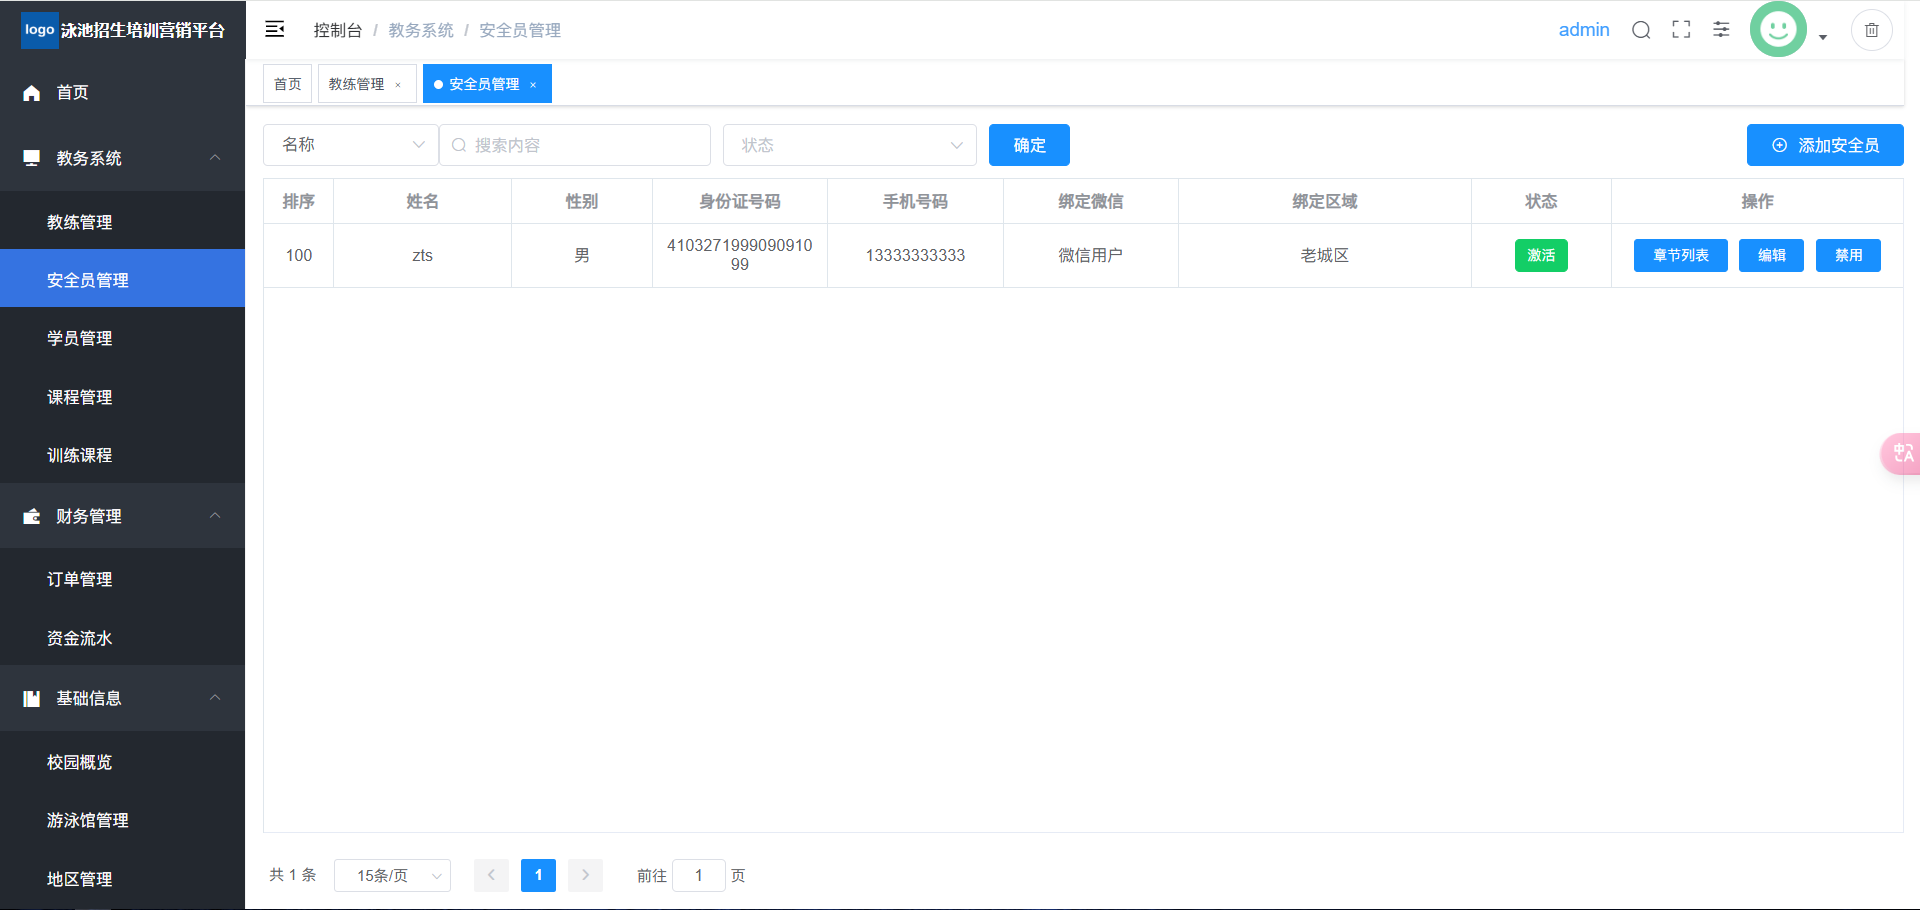 logo 泳池招生培训营销平台
首页
教务系统
教练管理
安全员管理
学员管理
课程管理
训练课程
财务管理
订单管理
资金流水
基础信息
校园概览
游泳馆管理
地区管理
控制台 / 教务系统 / 安全员管理
admin
首页 教练管理 × 安全员管理 ×
名称 搜索内容 状态 确定 添加安全员
排序 姓名 性别 身份证号码 手机号码 绑定微信 绑定区域 状态 操作
100 zts 男 4103271999090910 13333333333 微信用户 老城区 激活 章节列表 编辑 禁用
99
中A
共 1 条 15条/页 1 前往 1 页